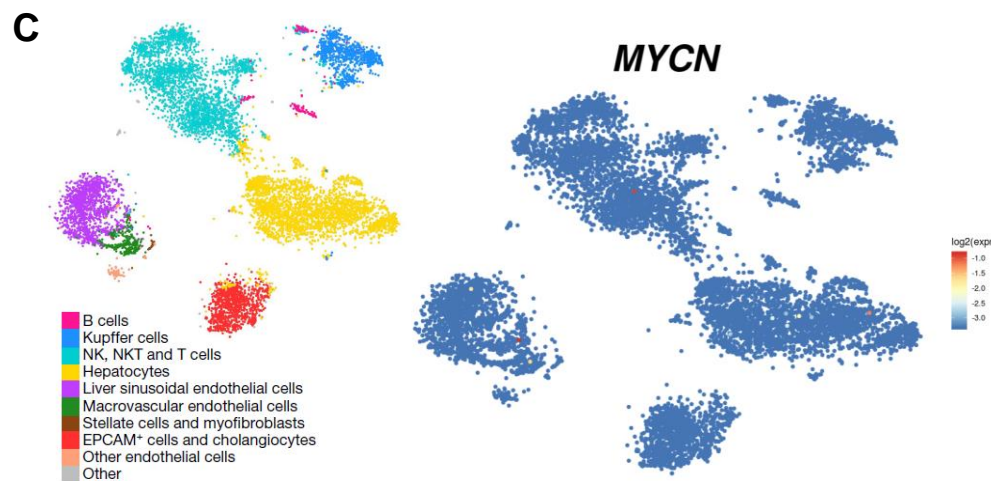 C
MYCN
B cells
Kupffer cells
NK, NKT and T cells
Hepatocytes
Liver sinusoidal endothelial cells
Macrovascular endothelial cells
Stellate cells and myofibroblasts
EPCAM⁺ cells and cholangiocytes
Other endothelial cells
Other
log2(expr
-1.0
-1.5
-2.0
-2.5
-3.0